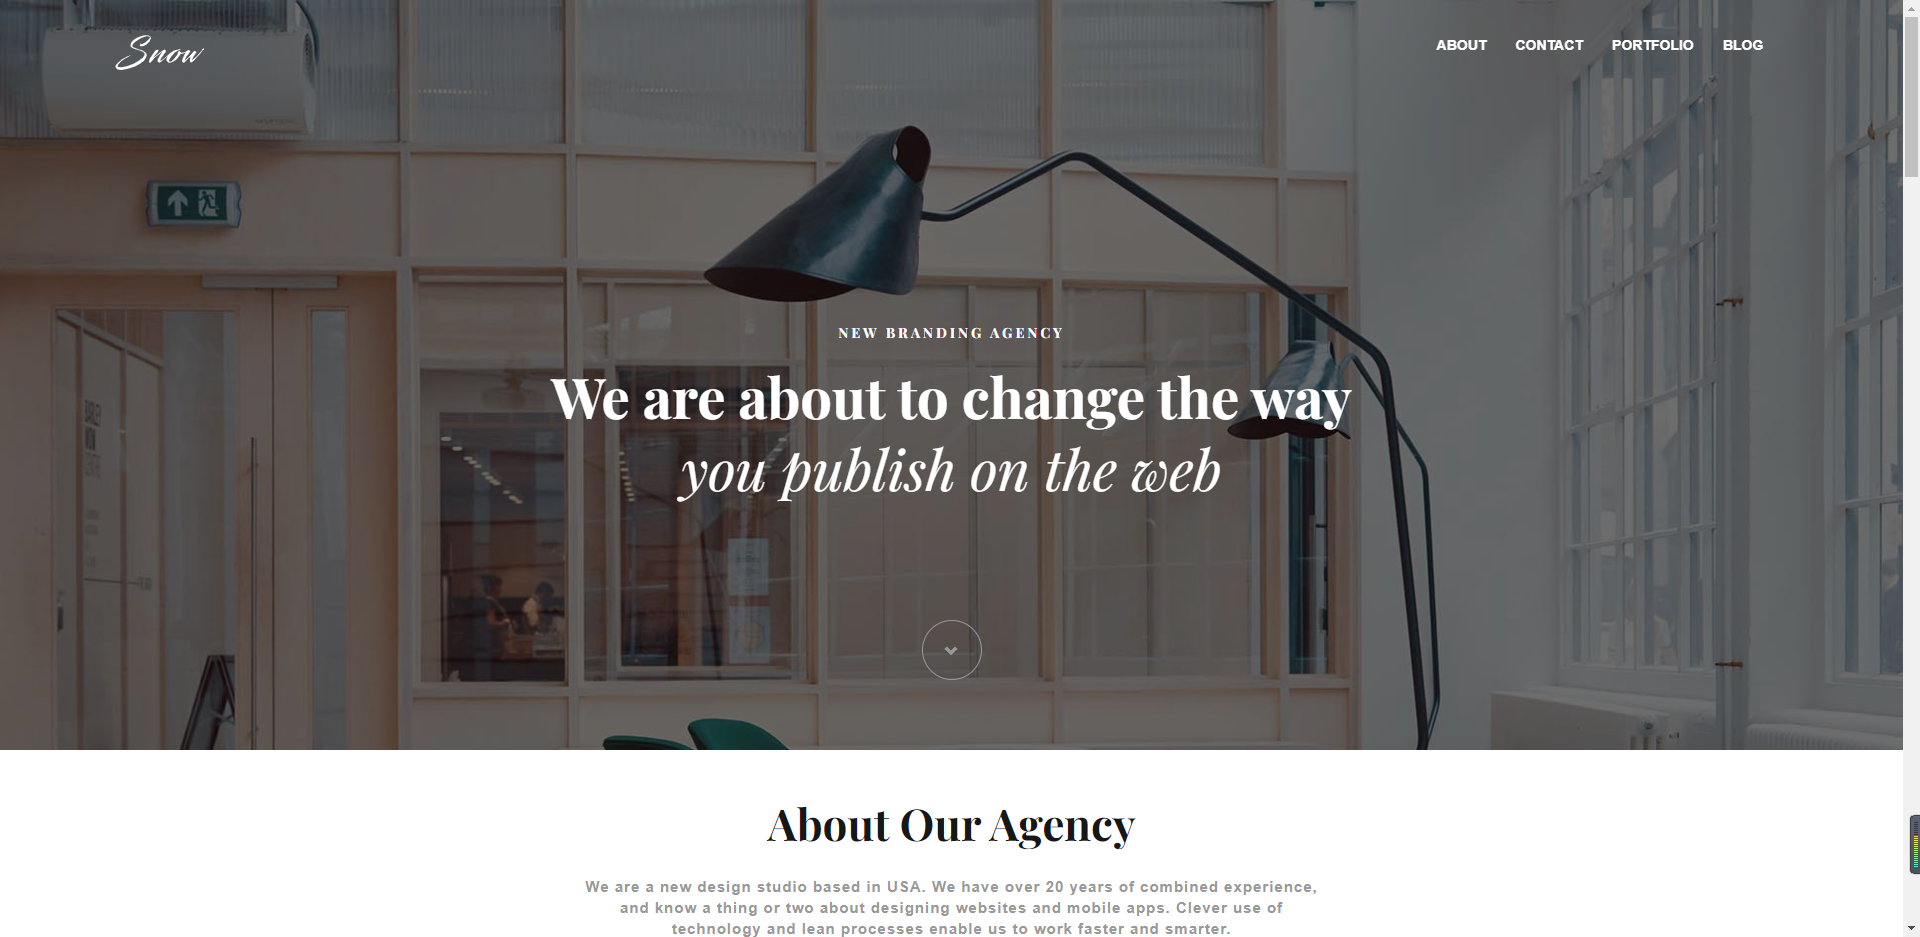 Snow
ABOUT CONTACT PORTFOLIO BLOG
NEW BRANDING AGENCY
We are about to change the way
you publish on the web
About Our Agency
We are a new design studio based in USA. We have over 20 years of combined experience,
and know a thing or two about designing websites and mobile apps. Clever use of
technology and lean processes enable us to work faster and smarter.